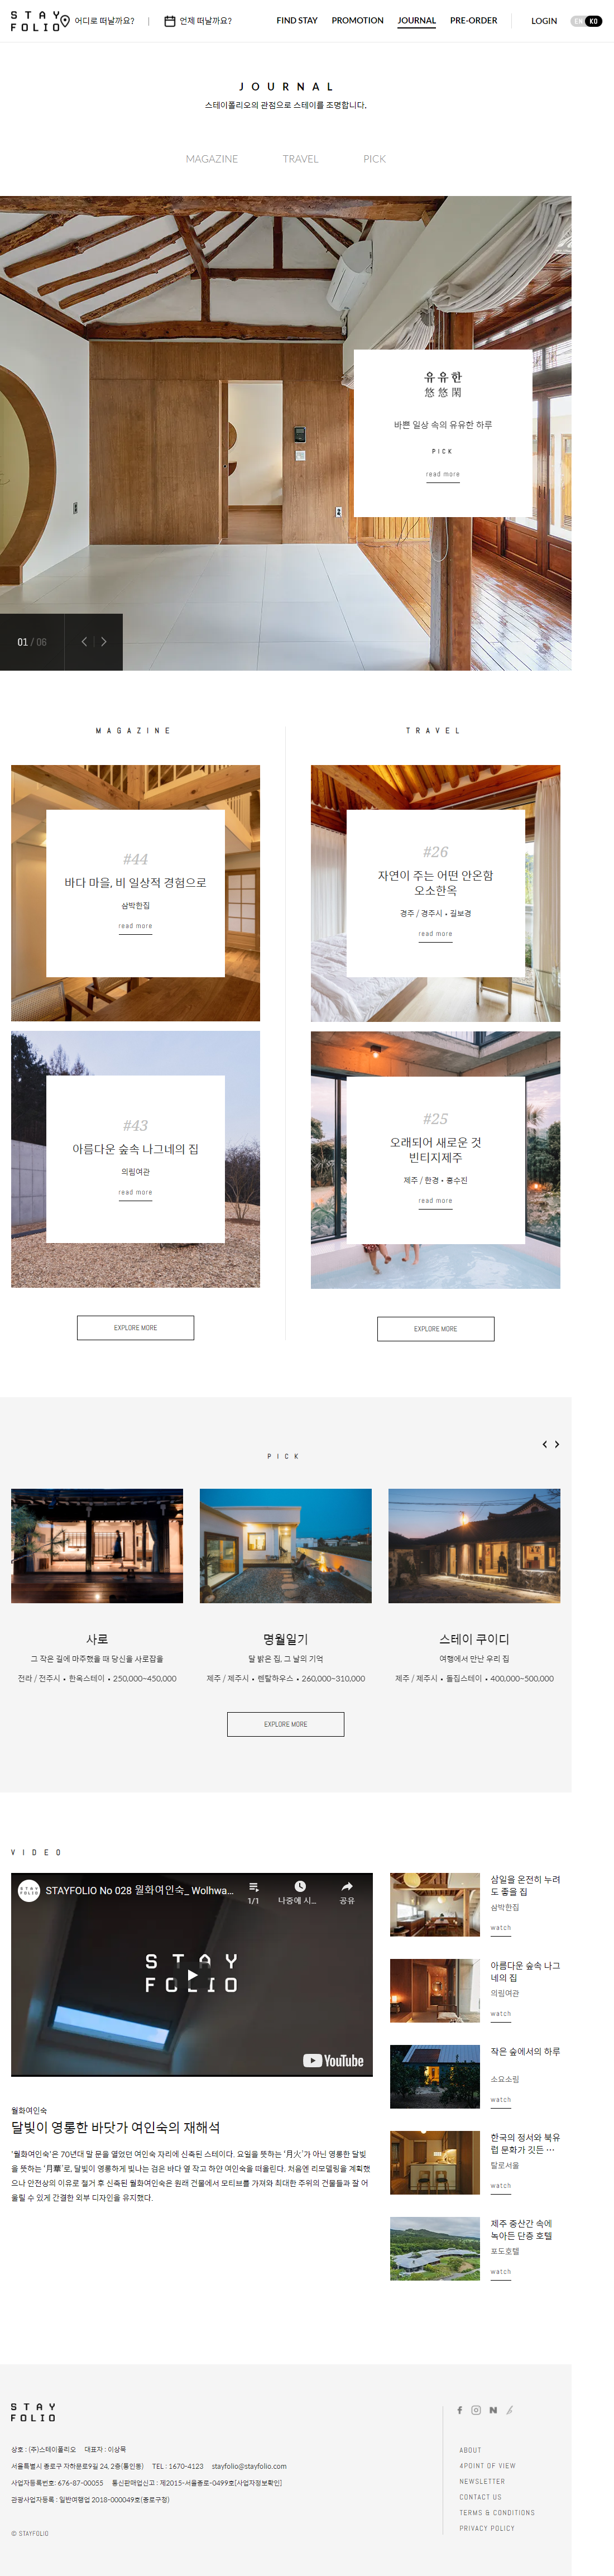 STAY
FOLIO
어디로 떠날까요?
언제 떠날까요?
FIND STAY
PROMOTION
JOURNAL
PRE-ORDER
LOGIN
EN KO
JOURNAL
스테이폴리오의 관점으로 스테이를 조명합니다.
MAGAZINE
TRAVEL
PICK
유유한
悠悠閑
바쁜 일상 속의 유유한 하루
PICK
read more
01 / 06
MAGAZINE
#44
바다 마을, 비 일상적 경험으로
삼박한집
read more
#43
아름다운 숲속 나그네의 집
의림여관
read more
EXPLORE MORE
TRAVEL
#26
자연이 주는 어떤 안온함
오소한옥
경주 / 경주시 • 길보경
read more
#25
오래되어 새로운 것
빈티지제주
제주 / 한경 • 홍수진
read more
EXPLORE MORE
PICK
사로
그 작은 길에 마주했을 때 당신을 사로잡을
전라 / 전주시 • 한옥스테이 • 250,000~450,000
명월일기
달 밝은 집, 그 날의 기억
제주 / 제주시 • 렌탈하우스 • 260,000~310,000
스테이 쿠이디
여행에서 만난 우리 집
제주 / 제주시 • 돌집스테이 • 400,000~500,000
EXPLORE MORE
VIDEO
STAY FOLIO
STAYFOLIO No 028 월화여인숙_ Wolhwa...
1/1
나중에 시...
공유
STAY
FOLIO
YouTube
월화여인숙
달빛이 영롱한 바닷가 여인숙의 재해석
'월화여인숙'은 70년대 말 문을 열었던 여인숙 자리에 신축된 스테이다. 요일을 뜻하는 '月火'가 아닌 영롱한 달빛
을 뜻하는 '月華'로, 달빛이 영롱하게 빛나는 검은 바다 옆 작고 하얀 여인숙을 떠올린다. 처음엔 리모델링을 계획했
으나 안전상의 이유로 철거 후 신축된 월화여인숙은 원래 건물에서 모티브를 가져와 최대한 주위의 건물들과 잘 어
울릴 수 있게 간결한 외부 디자인을 유지했다.
삼일을 온전히 누려
도 좋을 집
삼박한집
watch
아름다운 숲속 나그
네의 집
의림여관
watch
작은 숲에서의 하루
소요소림
watch
한국의 정서와 북유
럽 문화가 깃든 …
탈로서울
watch
제주 중산간 속에
녹아든 단층 호텔
포도호텔
watch
STAY
FOLIO
상호 : (주)스테이폴리오 대표자 : 이상묵
서울특별시 종로구 자하문로9길 24, 2층(통인동) TEL : 1670-4123 stayfolio@stayfolio.com
사업자등록번호: 676-87-00055 통신판매업신고 : 제2015-서울종로-0499호[사업자정보확인]
관광사업자등록 : 일반여행업 2018-000049호(종로구청)
© STAYFOLIO
ABOUT
4POINT OF VIEW
NEWSLETTER
CONTACT US
TERMS & CONDITIONS
PRIVACY POLICY